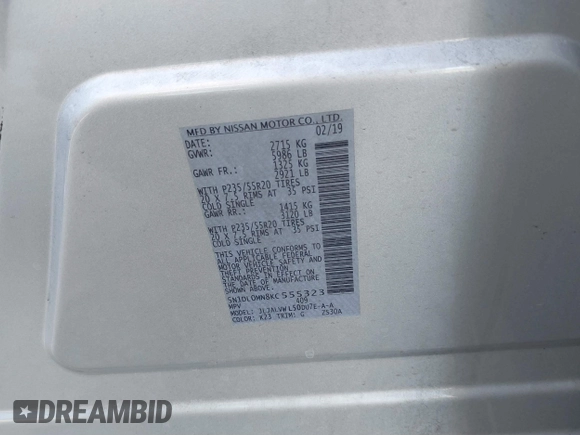 MFD BY NISSAN MOTOR CO., LTD.
DATE: 02/19
GVWR: 2715 KG
5986 LB
GAWR FR.: 1325 KG
2921 LB
WITH P235/55R20 TIRES
20 X 7.5 RIMS AT 35 PSI
COLD SINGLE
GAWR RR.: 1415 KG
3120 LB
WITH P235/55R20 TIRES
20 X 7.5 RIMS AT 35 PSI
COLD SINGLE
THIS VEHICLE CONFORMS TO
ALL APPLICABLE FEDERAL
MOTOR VEHICLE SAFETY AND
THEFT PREVENTION
STANDARDS IN EFFECT ON
THE DATE OF MANUFACTURE
SHOWN ABOVE.
5N1DL0MN8KC555323
MPV 409
MODEL: JL3ALVWL50DU7E-A-A
COLOR: K23 TRIM: G 2S30A
DREAMBID